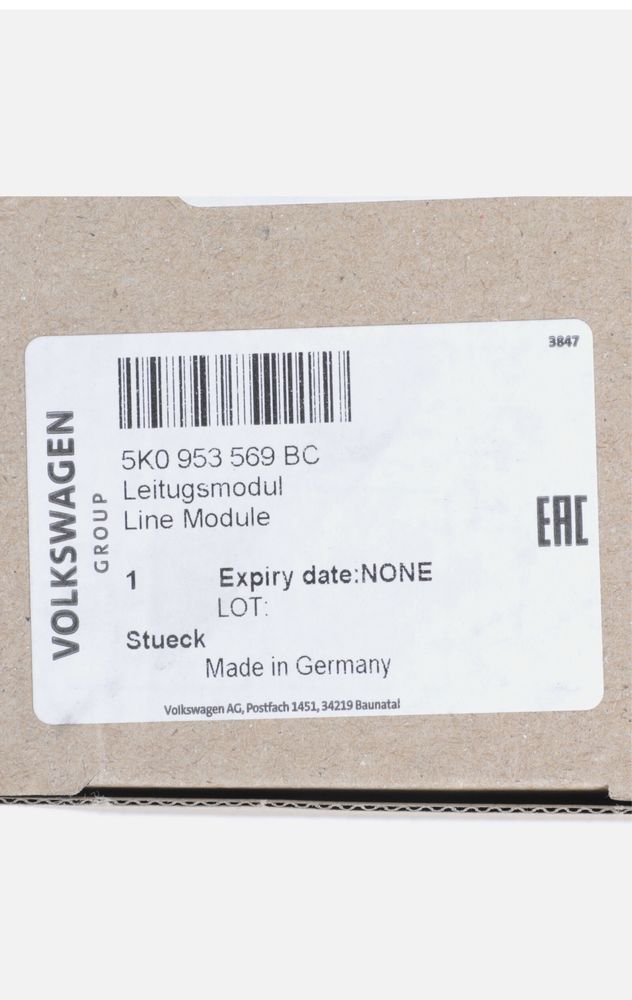 3847
VOLKSWAGEN
GROUP
5K0 953 569 BC
Leitugsmodul
Line Module
EAC
1 Expiry date:NONE
LOT:
Stueck
Made in Germany
Volkswagen AG, Postfach 1451, 34219 Baunatal